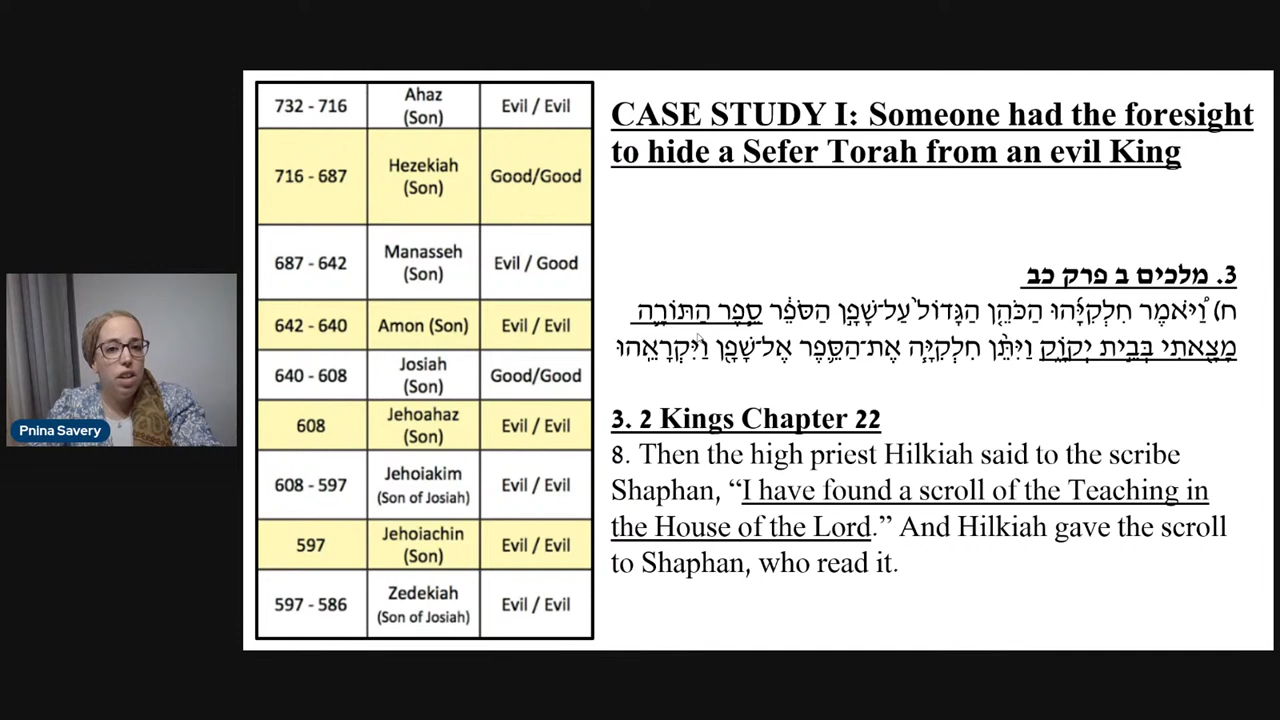 732 - 716
Ahaz
(Son)
Evil / Evil
716 - 687
Hezekiah
(Son)
Good/Good
687 - 642
Manasseh
(Son)
Evil / Good
642 - 640
Amon (Son)
Evil / Evil
640 - 608
Josiah
(Son)
Good/Good
608
Jehoahaz
(Son)
Evil / Evil
608 - 597
Jehoiakim
(Son of Josiah)
Evil / Evil
597
Jehoiachin
(Son)
Evil / Evil
597 - 586
Zedekiah
(Son of Josiah)
Evil / Evil
CASE STUDY I: Someone had the foresight
to hide a Sefer Torah from an evil King
3. מלכים ב פרק כב
ח) וַ֠יֹּאמֶר חִלְקִיָּ֜הוּ הַכֹּהֵ֤ן הַגָּדוֹל֙ עַל־שָׁפָ֣ן הַסֹּפֵ֔ר סֵ֣פֶר הַתּוֹרָ֛ה
מָצָ֖אתִי בְּבֵ֣ית יְקֹוָ֑ק וַיִּתֵּ֨ן חִלְקִיָּ֧ה אֶת־הַסֵּ֛פֶר אֶל־שָׁפָ֖ן וַיִּקְרָאֵֽהוּ
3. 2 Kings Chapter 22
8. Then the high priest Hilkiah said to the scribe
Shaphan, “I have found a scroll of the Teaching in
the House of the Lord.” And Hilkiah gave the scroll
to Shaphan, who read it.
Pnina Savery